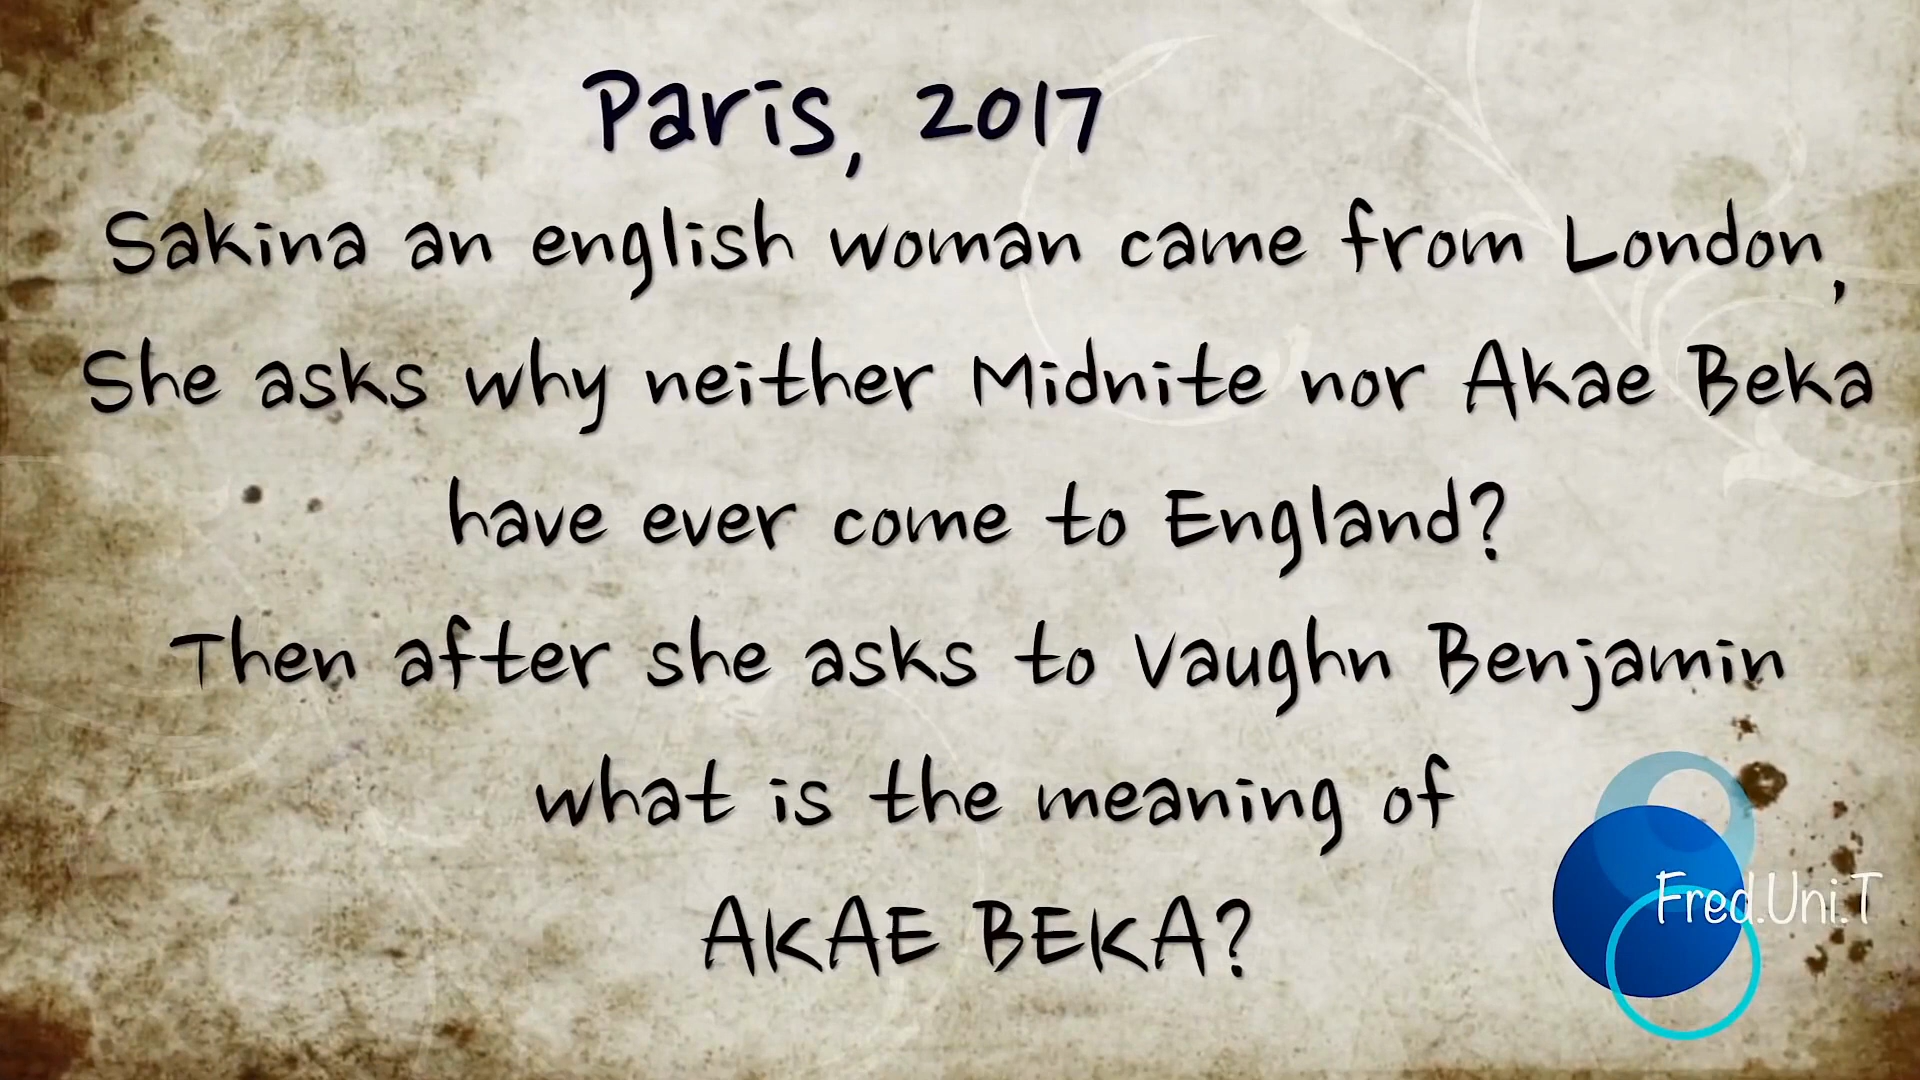 Paris, 2017
Sakina an english woman came from London,
She asks why neither Midnite nor Akae Beka
have ever come to England?
Then after she asks to Vaughn Benjamin
what is the meaning of
AKAE BEKA?
Fred.Uni.T